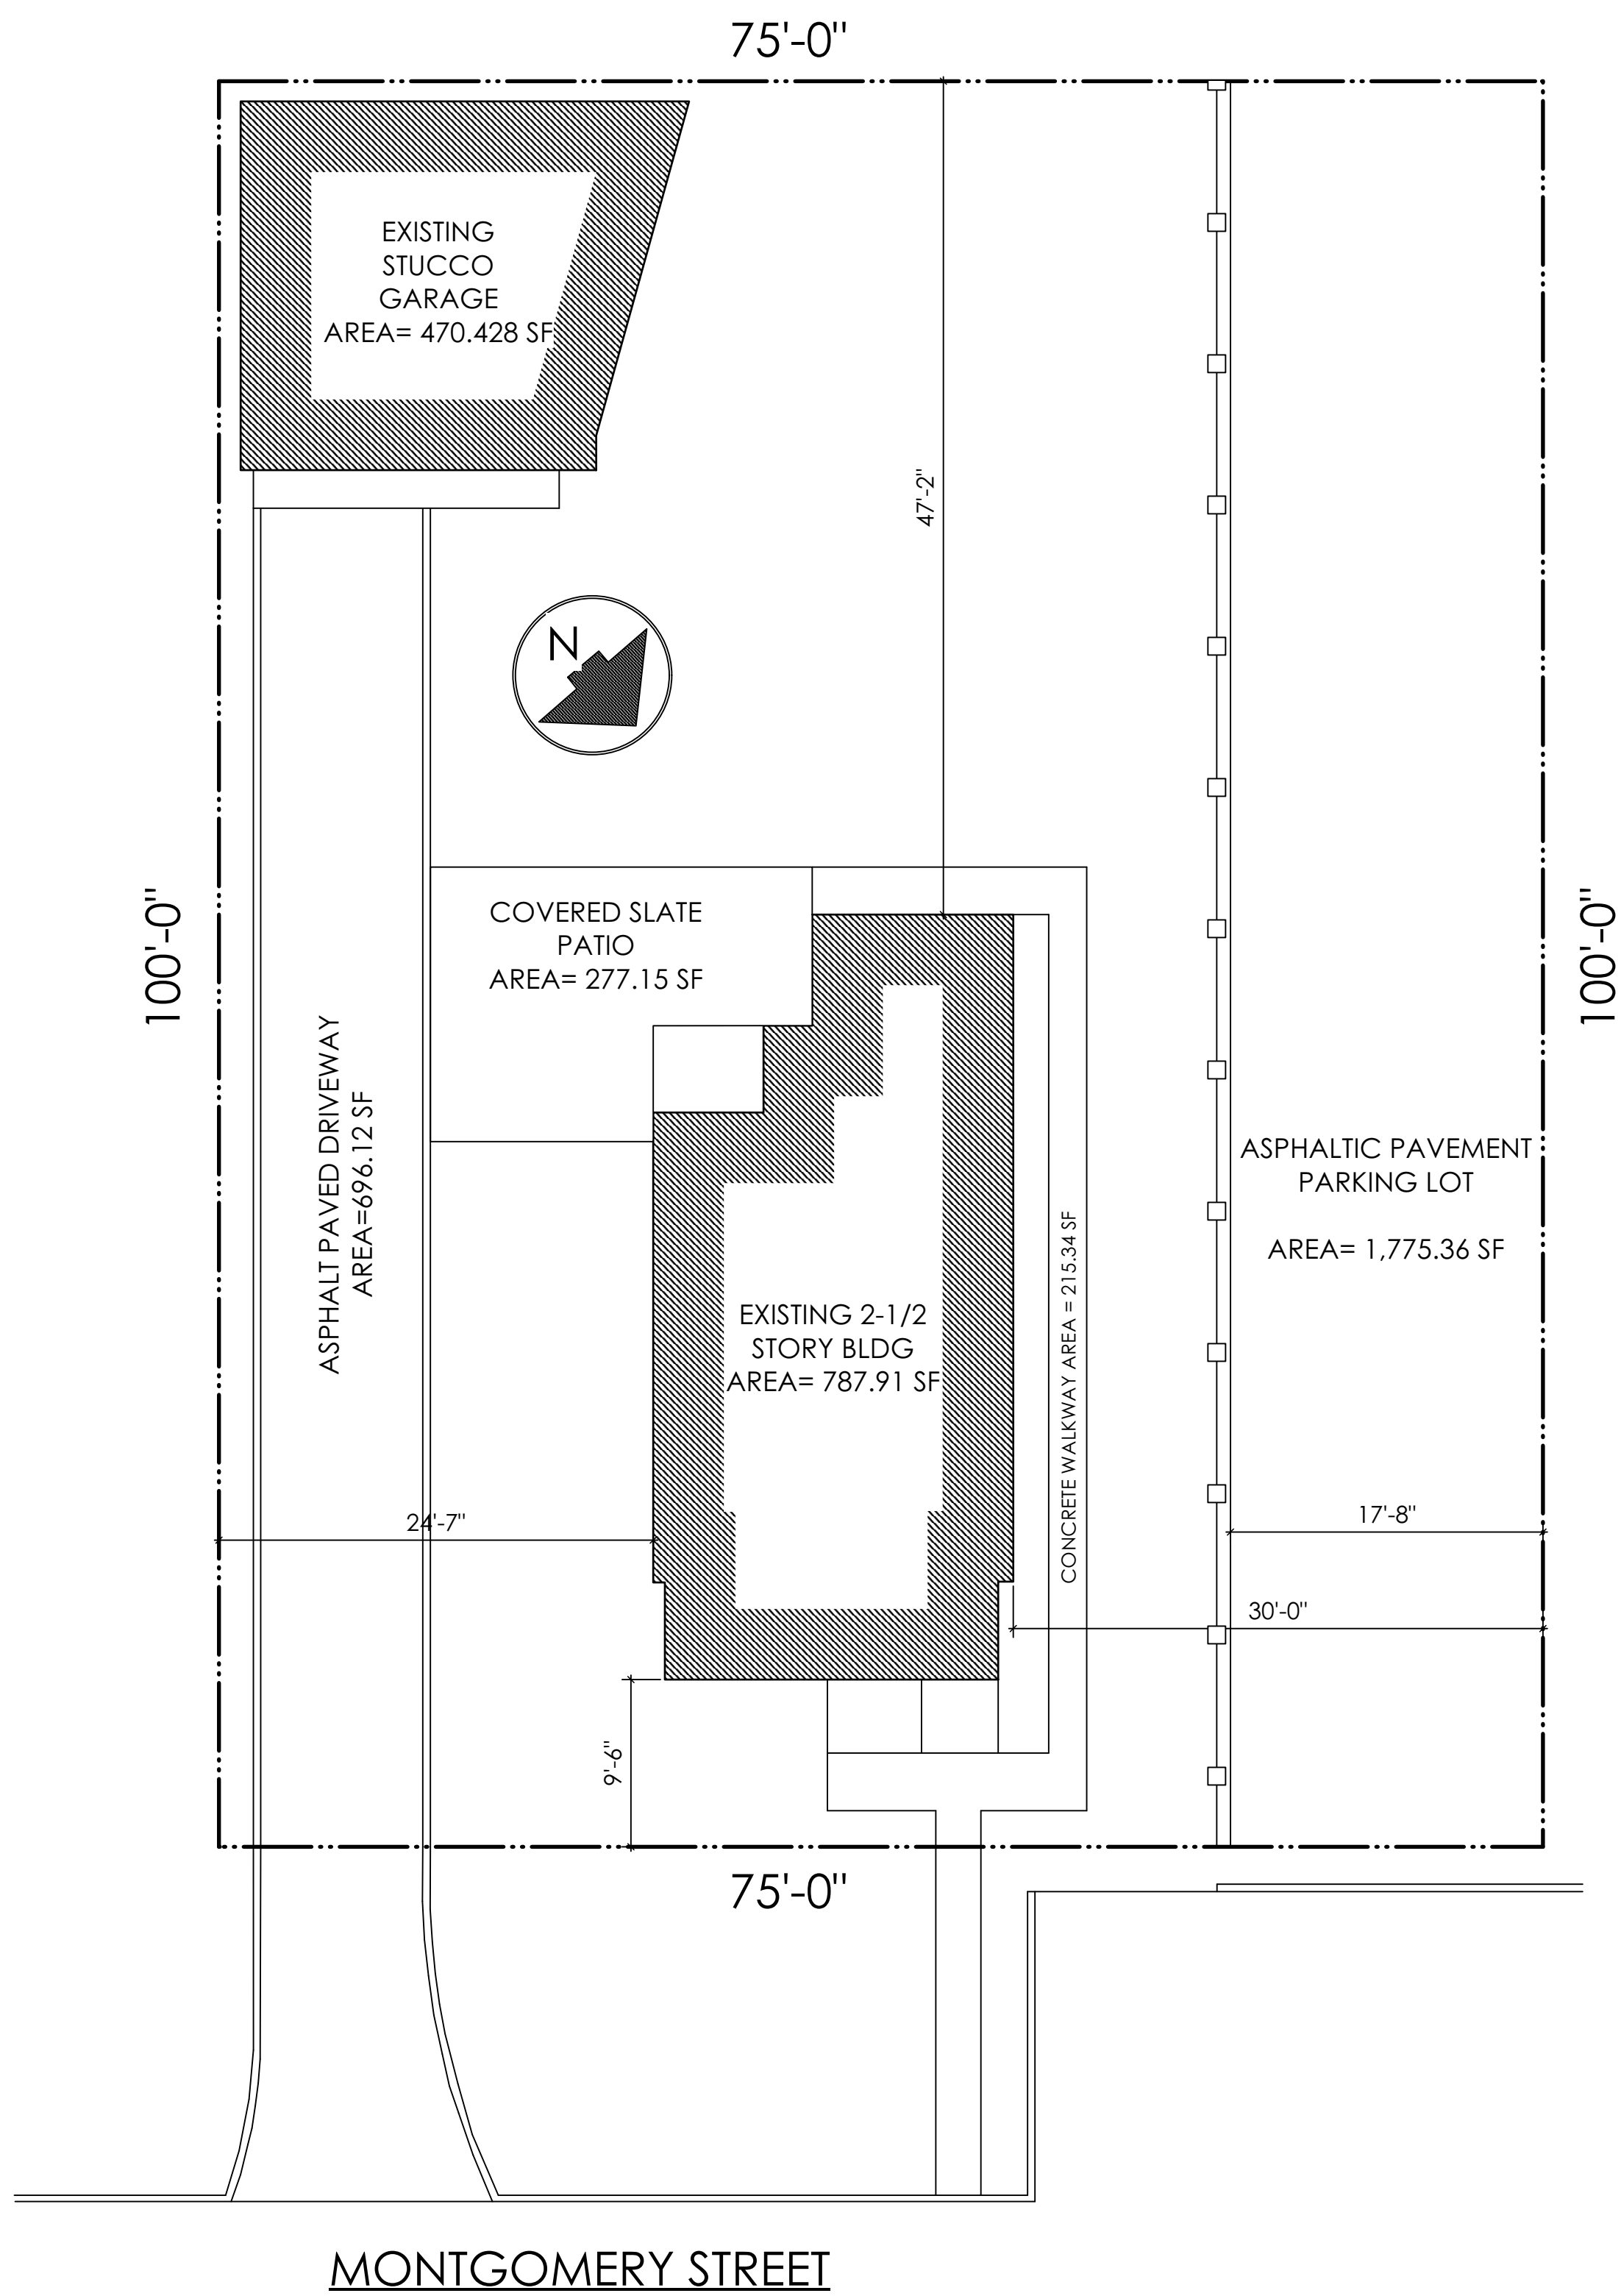 75'-0"
EXISTING
STUCCO
GARAGE
AREA= 470.428 SF
47'-2"
N
COVERED SLATE
PATIO
AREA= 277.15 SF
100'-0"
100'-0"
ASPHALT PAVED DRIVEWAY
AREA=696.12 SF
ASPHALTIC PAVEMENT
PARKING LOT
AREA= 1,775.36 SF
CONCRETE WALKWAY AREA = 215.34 SF
EXISTING 2-1/2
STORY BLDG
AREA= 787.91 SF
24'-7"
17'-8"
30'-0"
9'-6"
75'-0"
MONTGOMERY STREET